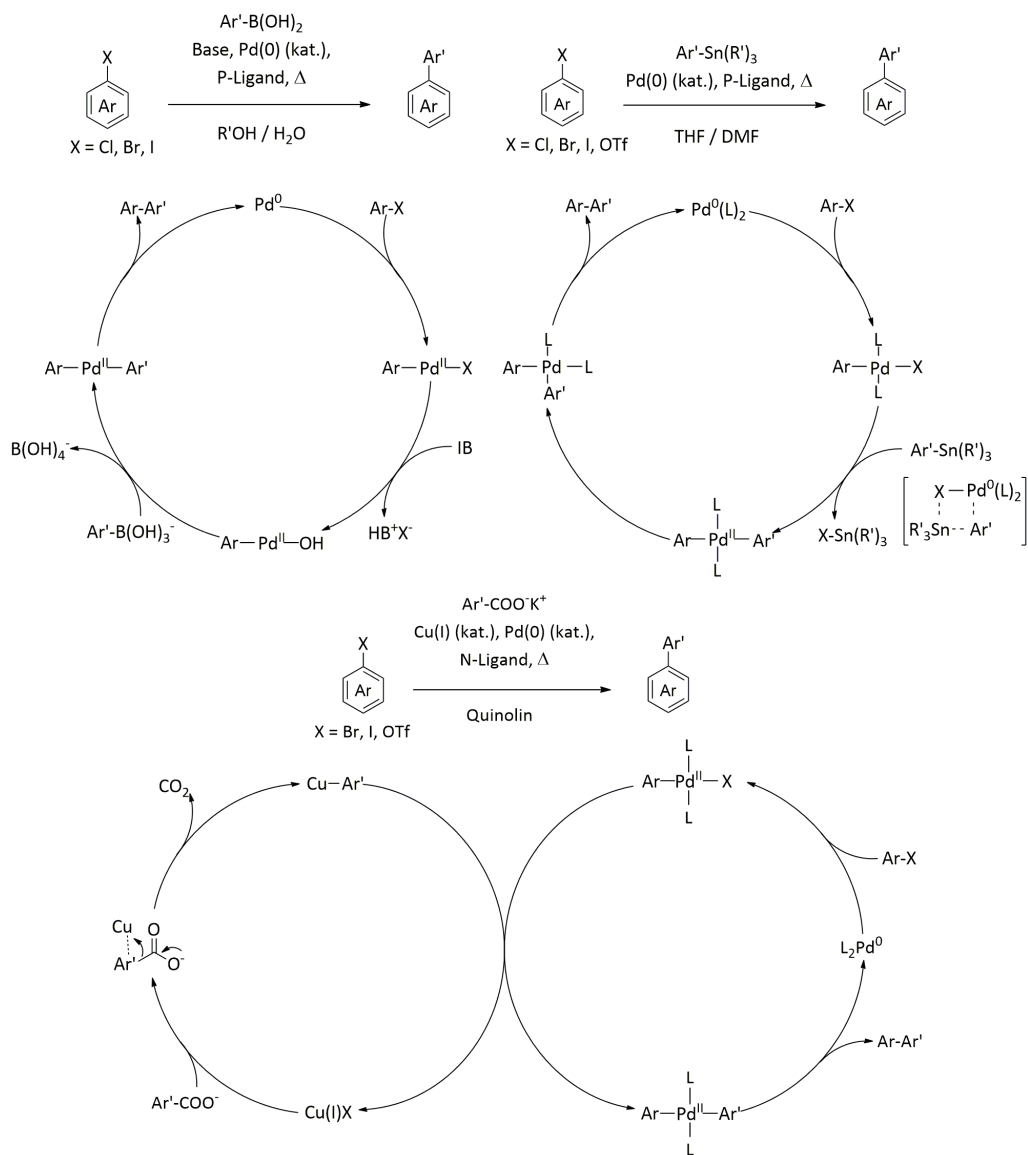 Ar'-B(OH)₂
Base, Pd(0) (kat.),
P-Ligand, Δ
X
Ar
X = Cl, Br, I
R'OH / H₂O
Ar'
Ar
Ar'-Sn(R')₃
Pd(0) (kat.), P-Ligand, Δ
X
Ar
X = Cl, Br, I, OTf
THF / DMF
Ar'
Ar
Ar-Ar'
Pd⁰
Ar-X
Ar—Pdᴵᴵ—X
IB
HB⁺X⁻
Ar—Pdᴵᴵ—OH
Ar'-B(OH)₃⁻
B(OH)₄⁻
Ar—Pdᴵᴵ—Ar'
Ar-Ar'
Pd⁰(L)₂
Ar-X
L
Ar—Pd—X
L
Ar'-Sn(R')₃
X—Pd⁰(L)₂
R'₃Sn--Ar'
X-Sn(R')₃
L
Ar—Pdᴵᴵ—Ar'
L
L
Ar—Pd—L
Ar'
Ar'-COO⁻K⁺
Cu(I) (kat.), Pd(0) (kat.),
N-Ligand, Δ
X
Ar
X = Br, I, OTf
Quinolin
Ar'
Ar
CO₂
Cu—Ar'
Cu
O
Ar'
O⁻
Ar'-COO⁻
Cu(I)X
L
Ar—Pdᴵᴵ—X
L
Ar-X
L₂Pd⁰
Ar-Ar'
L
Ar—Pdᴵᴵ—Ar'
L